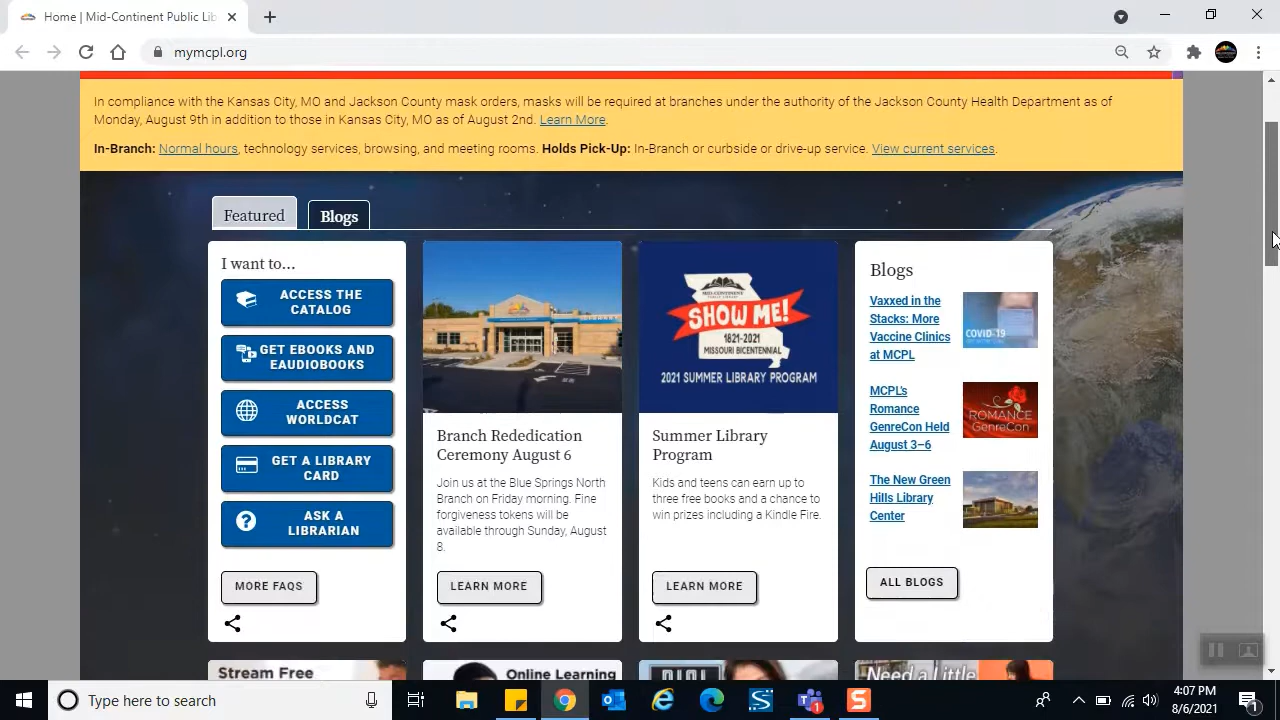 Home | Mid-Continent Public Lib
mymcpl.org
In compliance with the Kansas City, MO and Jackson County mask orders, masks will be required at branches under the authority of the Jackson County Health Department as of
Monday, August 9th in addition to those in Kansas City, MO as of August 2nd. Learn More.
In-Branch: Normal hours, technology services, browsing, and meeting rooms. Holds Pick-Up: In-Branch or curbside or drive-up service. View current services.
Featured
Blogs
I want to...
ACCESS THE
CATALOG
GET EBOOKS AND
EAUDIOBOOKS
ACCESS
WORLDCAT
GET A LIBRARY
CARD
ASK A
LIBRARIAN
MORE FAQS
Branch Rededication
Ceremony August 6
Join us at the Blue Springs North
Branch on Friday morning. Fine
forgiveness tokens will be
available through Sunday, August
8.
LEARN MORE
MID-CONTINENT
PUBLIC LIBRARY
SHOW ME!
1821-2021
MISSOURI BICENTENNIAL
2021 SUMMER LIBRARY PROGRAM
Summer Library
Program
Kids and teens can earn up to
three free books and a chance to
win prizes including a Kindle Fire.
LEARN MORE
Blogs
Vaxxed in the
Stacks: More
Vaccine Clinics
at MCPL
COVID-19
MCPL's
Romance
GenreCon Held
August 3–6
ROMANCE
GenreCon
The New Green
Hills Library
Center
ALL BLOGS
Stream Free
Online Learning
Need a Little
Type here to search
1
4:07 PM
8/6/2021
1